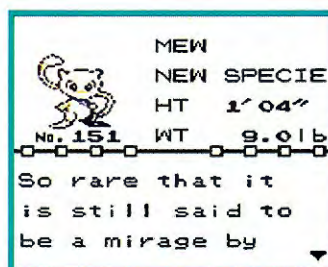 MEW
NEW SPECIE
HT 1'04"
No.151 WT 9.0lb
So rare that it
is still said to
be a mirage by